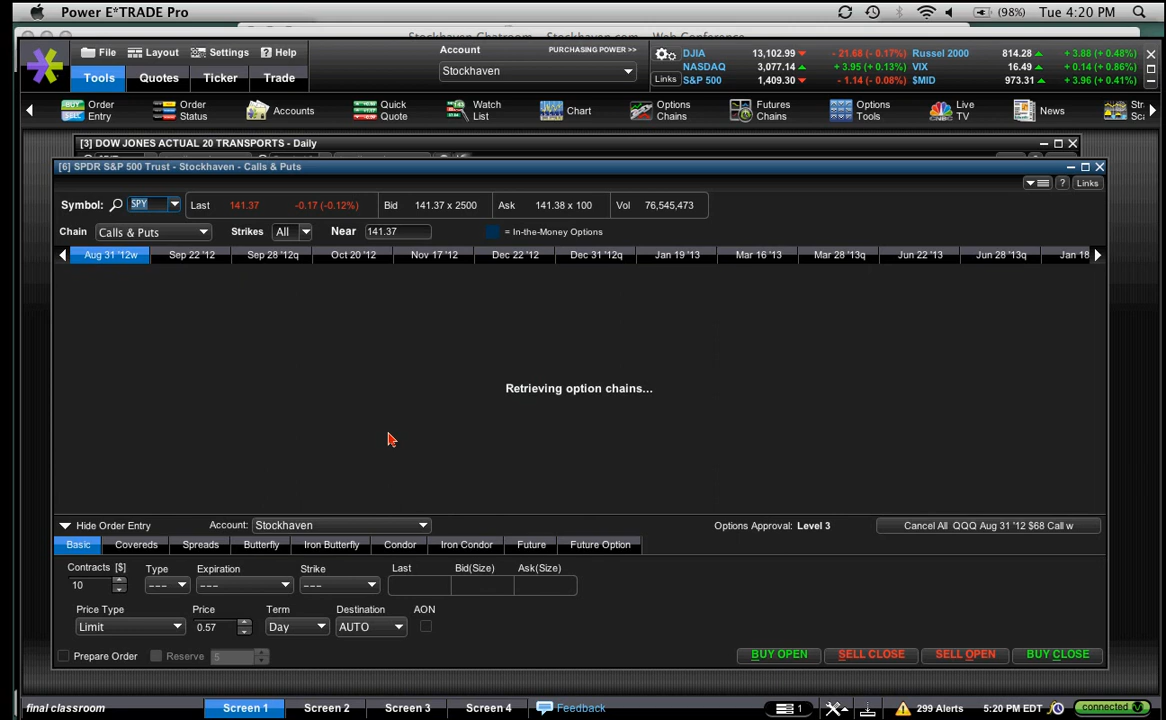 Power E*TRADE Pro (98%) Tue 4:20 PM
Stockhaven Chatroom - Stockhaven.com - Web Conference
File Layout Settings Help
Tools Quotes Ticker Trade
Account PURCHASING POWER >>
Stockhaven
Links
DJIA 13,102.99 - 21.68 (- 0.17%) Russel 2000 814.28 + 3.88 (+ 0.48%)
NASDAQ 3,077.14 + 3.95 (+ 0.13%) VIX 16.49 + 0.14 (+ 0.86%)
S&P 500 1,409.30 - 1.14 (- 0.08%) $MID 973.31 + 3.96 (+ 0.41%)
BUY SELL Order Entry
Order Status
Accounts
Quick Quote
Watch List
Chart
Options Chains
Futures Chains
Options Tools
Live TV
News
[3] DOW JONES ACTUAL 20 TRANSPORTS - Daily
[6] SPDR S&P 500 Trust - Stockhaven - Calls & Puts
? Links
Symbol: SPY Last 141.37 -0.17 (-0.12%) Bid 141.37 x 2500 Ask 141.38 x 100 Vol 76,545,473
Chain Calls & Puts Strikes All Near 141.37 = In-the-Money Options
Aug 31 '12w Sep 22 '12 Sep 28 '12q Oct 20 '12 Nov 17 '12 Dec 22 '12 Dec 31 '12q Jan 19 '13 Mar 16 '13 Mar 28 '13q Jun 22 '13 Jun 28 '13q Jan 18
Retrieving option chains...
Hide Order Entry Account: Stockhaven Options Approval: Level 3 Cancel All QQQ Aug 31 '12 $68 Call w
Basic Covereds Spreads Butterfly Iron Butterfly Condor Iron Condor Future Future Option
Contracts [$] Type Expiration Strike Last Bid(Size) Ask(Size)
10 --- --- ---
Price Type Price Term Destination AON
Limit 0.57 Day AUTO
Prepare Order Reserve 5 BUY OPEN SELL CLOSE SELL OPEN BUY CLOSE
final classroom Screen 1 Screen 2 Screen 3 Screen 4 Feedback 1 299 Alerts 5:20 PM EDT connected